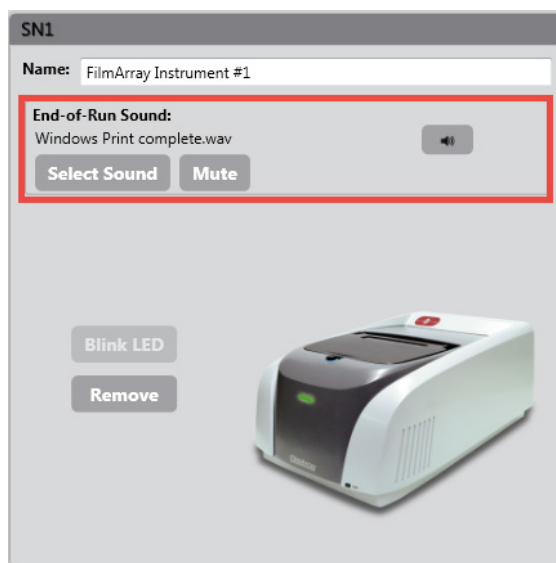 SN1
Name: FilmArray Instrument #1
End-of-Run Sound:
Windows Print complete.wav
Select Sound Mute
Blink LED
Remove